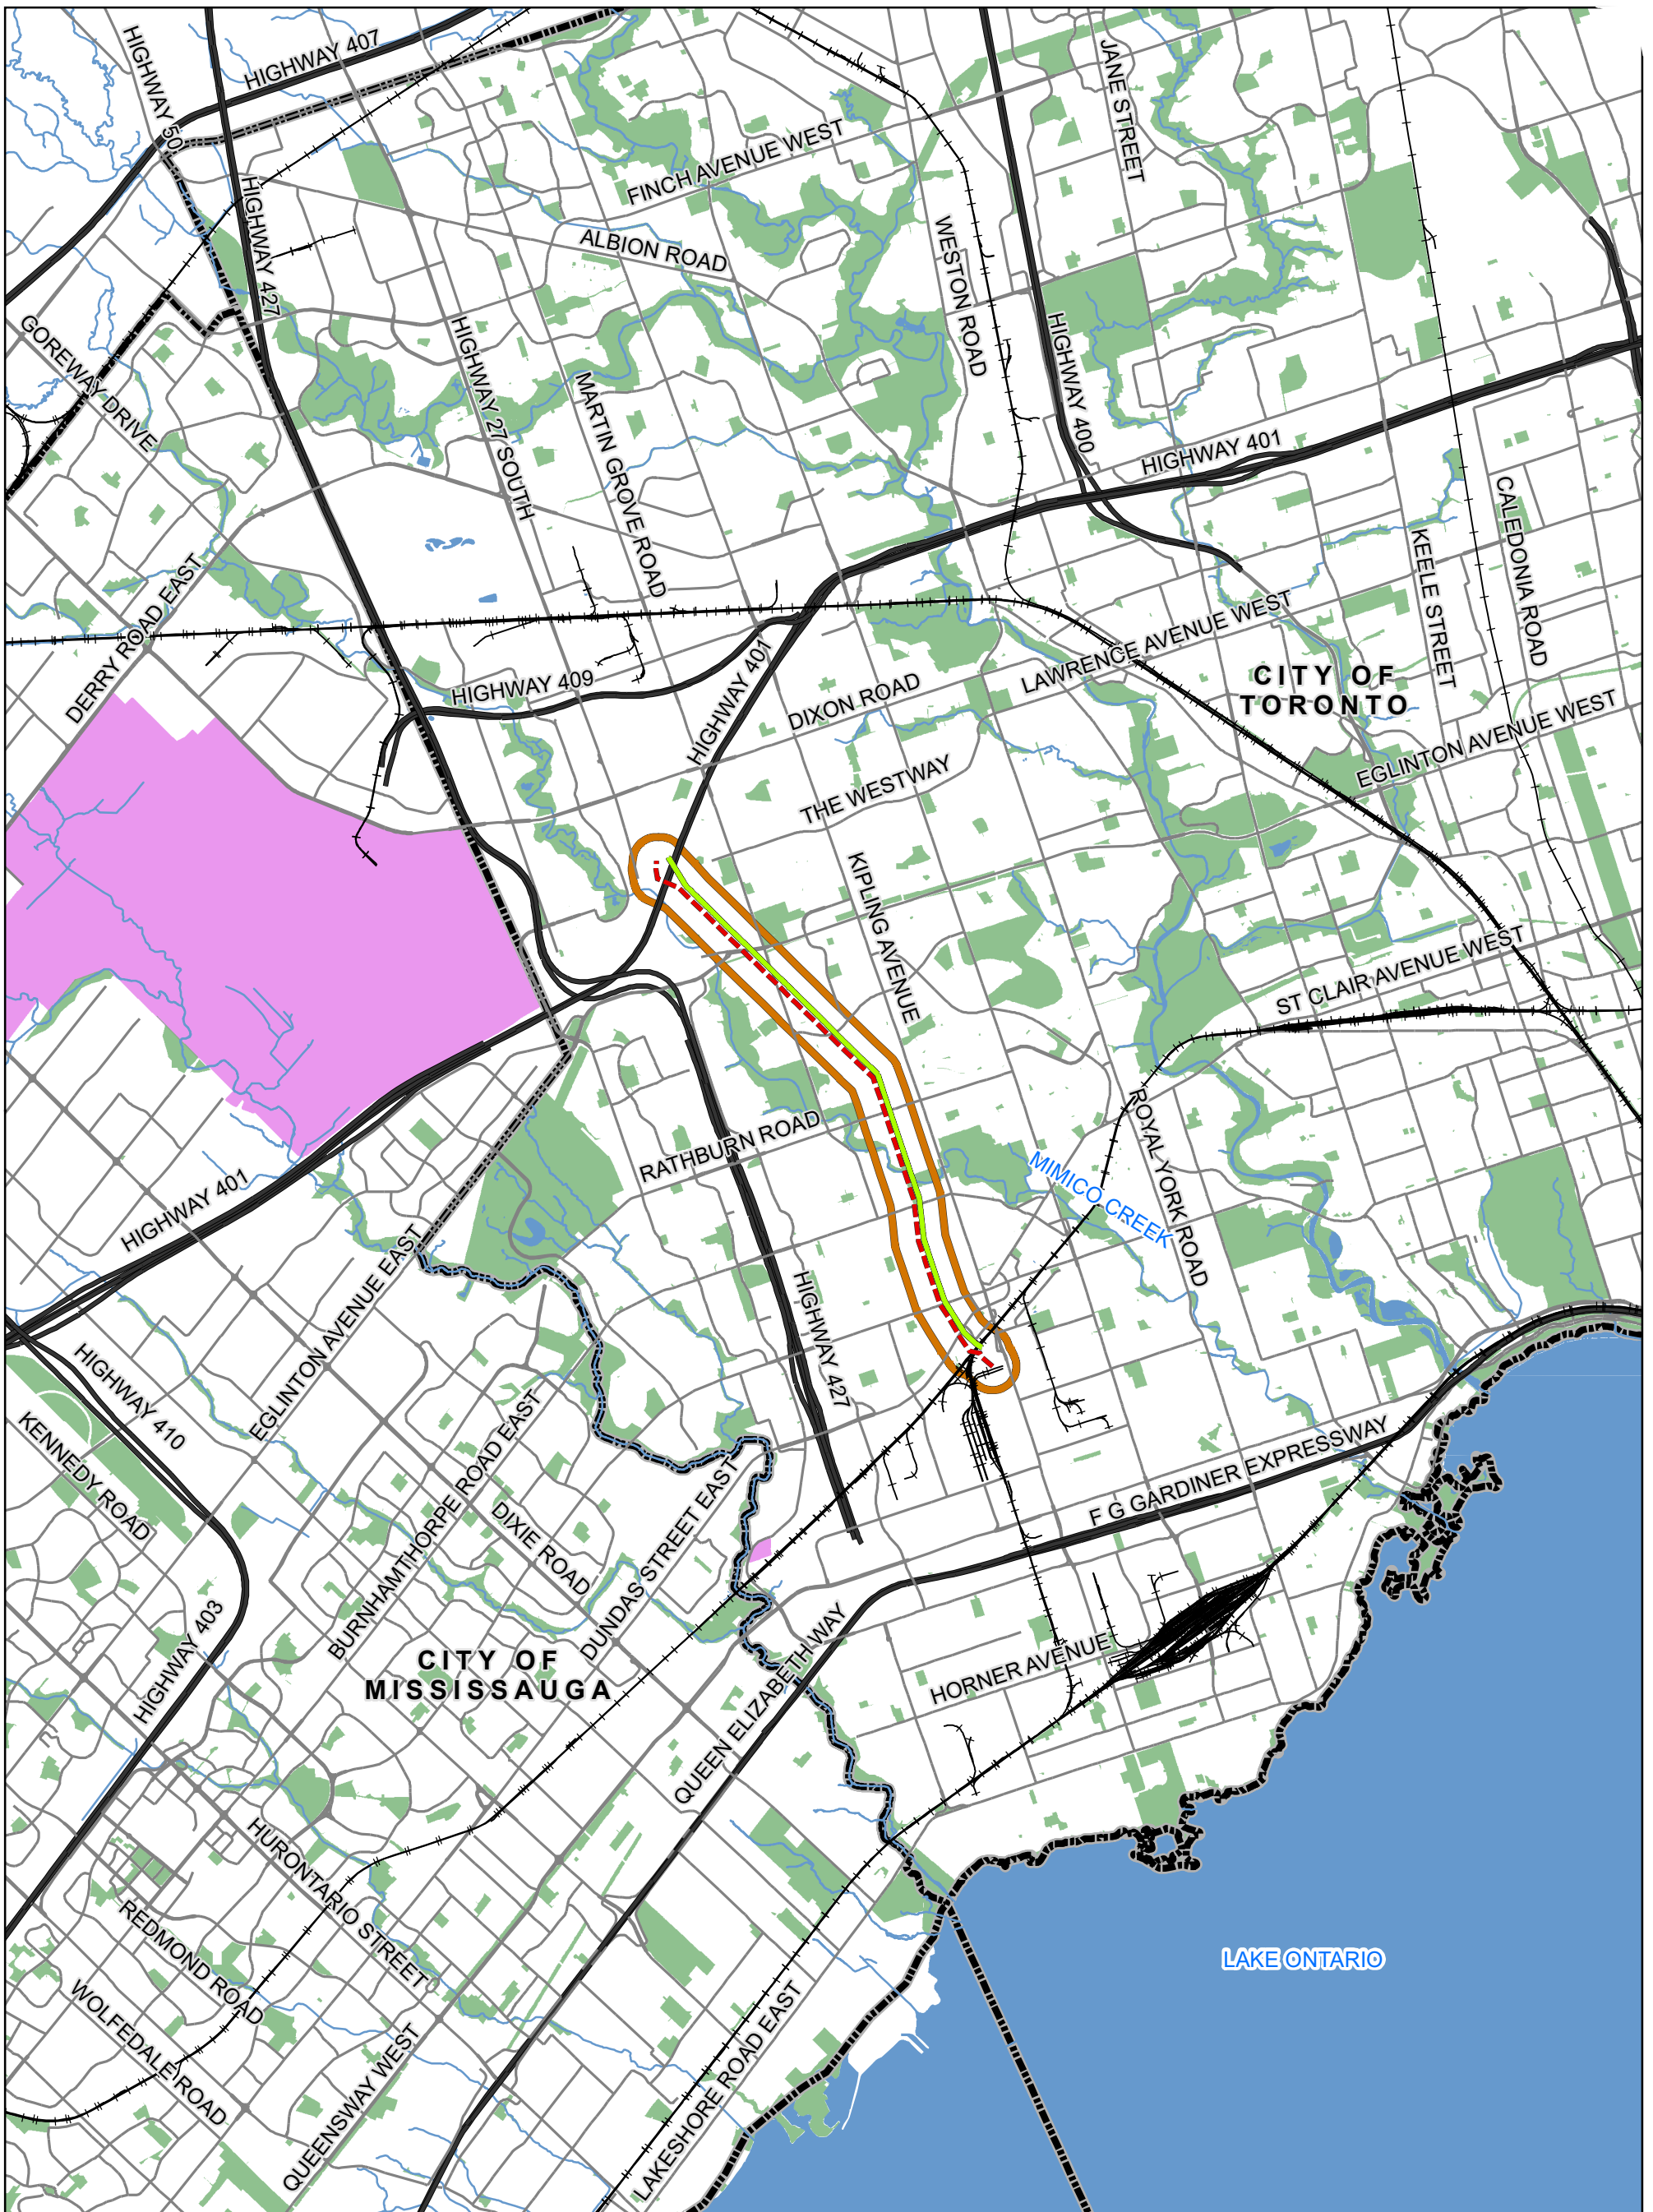 HIGHWAY 50
HIGHWAY 407
JANE STREET
FINCH AVENUE WEST
HIGHWAY 427
ALBION ROAD
WESTON ROAD
GOREWAY DRIVE
HIGHWAY 27 SOUTH
HIGHWAY 400
MARTIN GROVE ROAD
HIGHWAY 401
CALEDONIA ROAD
KEELE STREET
DERRY ROAD EAST
LAWRENCE AVENUE WEST
HIGHWAY 409
HIGHWAY 401
DIXON ROAD
CITY OF
TORONTO
EGLINTON AVENUE WEST
THE WESTWAY
KIPLING AVENUE
ST CLAIR AVENUE WEST
RATHBURN ROAD
ROYAL YORK ROAD
MIMICO CREEK
HIGHWAY 401
EGLINTON AVENUE EAST
HIGHWAY 427
HIGHWAY 410
KENNEDY ROAD
BURNHAMTHORPE ROAD EAST
DIXIE ROAD
DUNDAS STREET EAST
F G GARDINER EXPRESSWAY
HIGHWAY 403
CITY OF
MISSISSAUGA
QUEEN ELIZABETH WAY
HORNER AVENUE
HURONTARIO STREET
REDMOND ROAD
WOLFEDALE ROAD
QUEENSWAY WEST
LAKESHORE ROAD EAST
LAKE ONTARIO